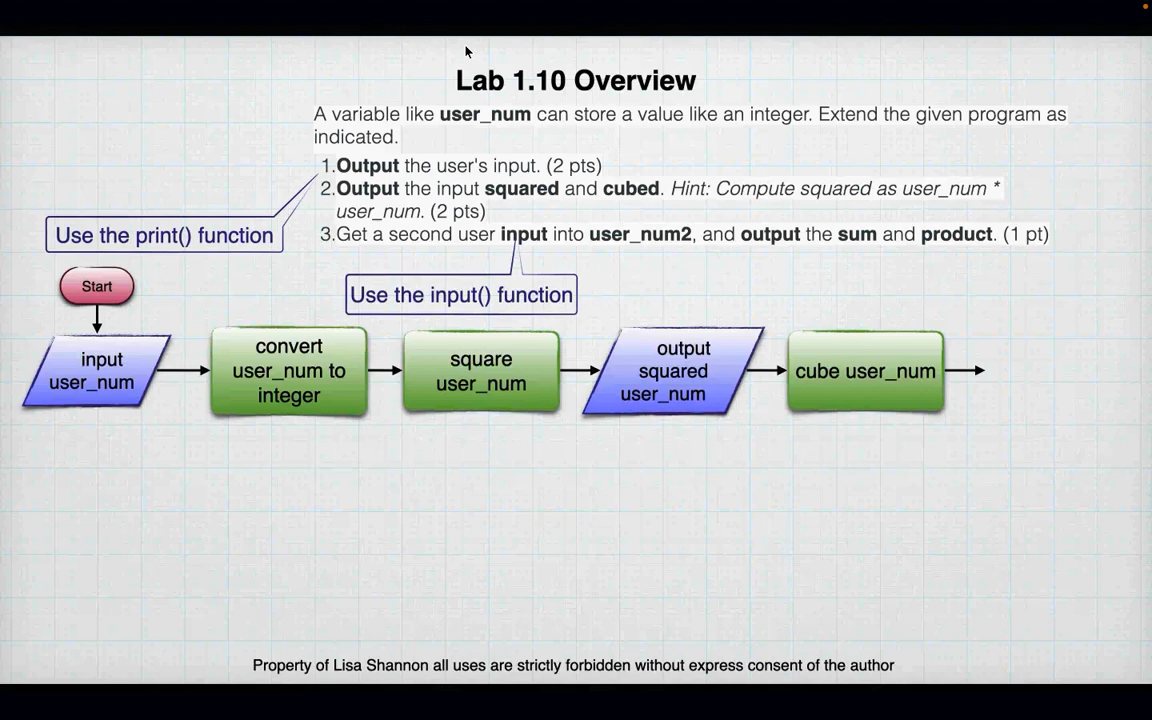 Lab 1.10 Overview
A variable like user_num can store a value like an integer. Extend the given program as
indicated.
1.Output the user's input. (2 pts)
2.Output the input squared and cubed. Hint: Compute squared as user_num *
user_num. (2 pts)
3.Get a second user input into user_num2, and output the sum and product. (1 pt)
Use the print() function
Use the input() function
Start
input
user_num
convert
user_num to
integer
square
user_num
output
squared
user_num
cube user_num
Property of Lisa Shannon all uses are strictly forbidden without express consent of the author